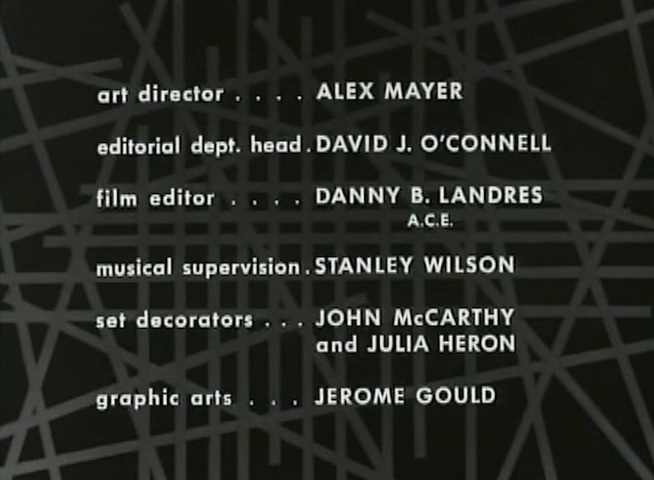 art director . . . . ALEX MAYER
editorial dept. head . DAVID J. O'CONNELL
film editor . . . . DANNY B. LANDRES
A.C.E.
musical supervision . STANLEY WILSON
set decorators . . . JOHN McCARTHY
and JULIA HERON
graphic arts . . . JEROME GOULD